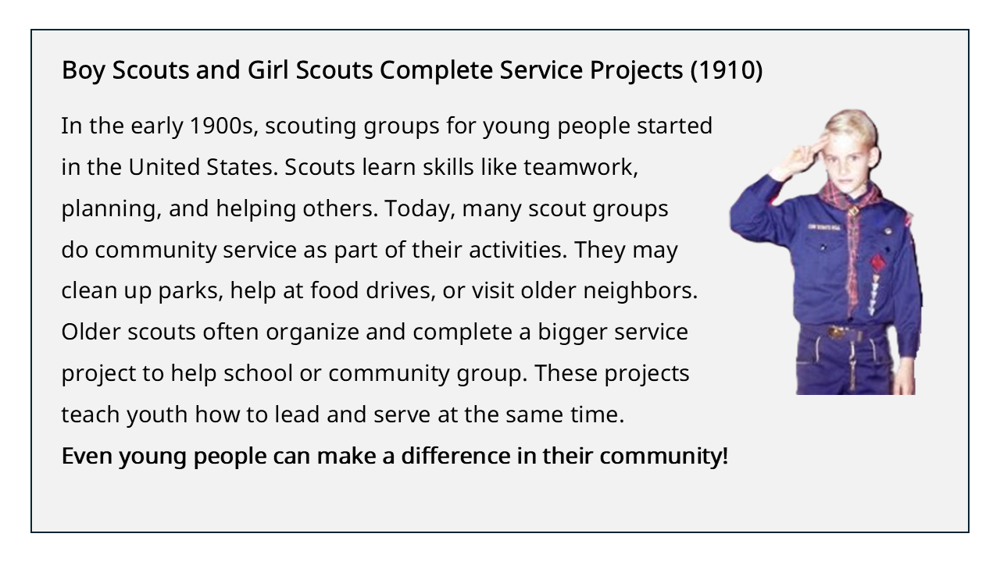 Boy Scouts and Girl Scouts Complete Service Projects (1910)
In the early 1900s, scouting groups for young people started
in the United States. Scouts learn skills like teamwork,
planning, and helping others. Today, many scout groups
do community service as part of their activities. They may
clean up parks, help at food drives, or visit older neighbors.
Older scouts often organize and complete a bigger service
project to help school or community group. These projects
teach youth how to lead and serve at the same time.
Even young people can make a difference in their community!